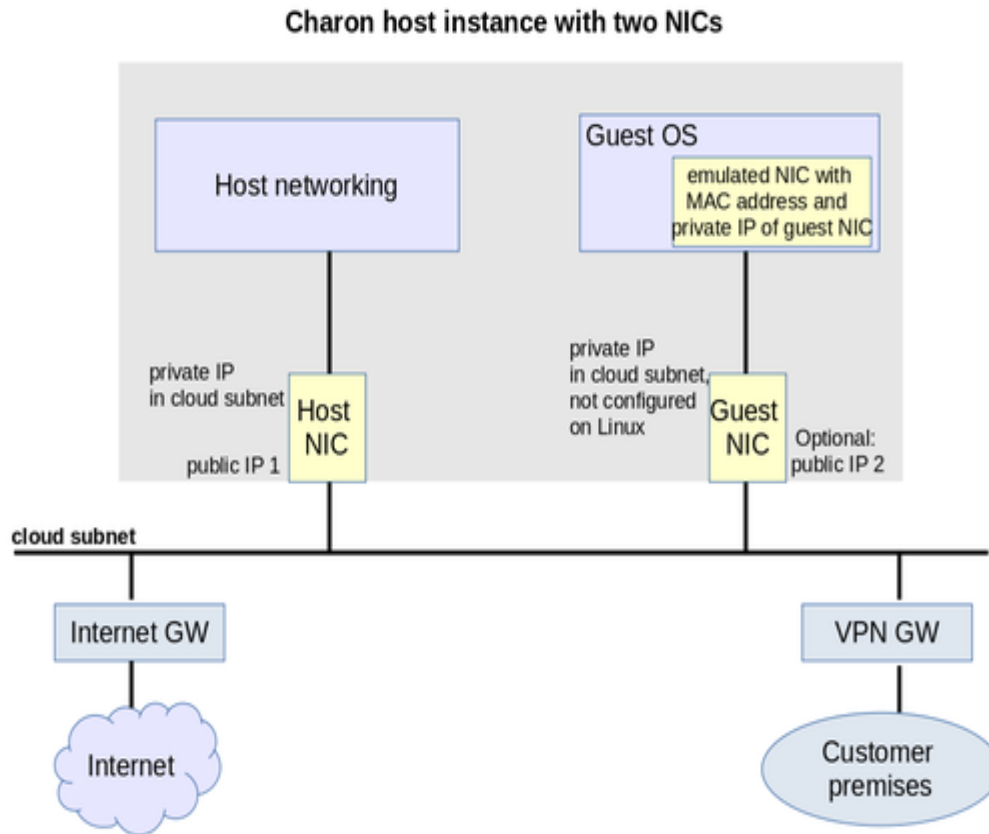 Charon host instance with two NICs
Host networking
Guest OS
emulated NIC with
MAC address and
private IP of guest NIC
private IP
in cloud subnet
Host
NIC
public IP 1
private IP
in cloud subnet,
not configured
on Linux
Guest
NIC
Optional:
public IP 2
cloud subnet
Internet GW
VPN GW
Internet
Customer
premises